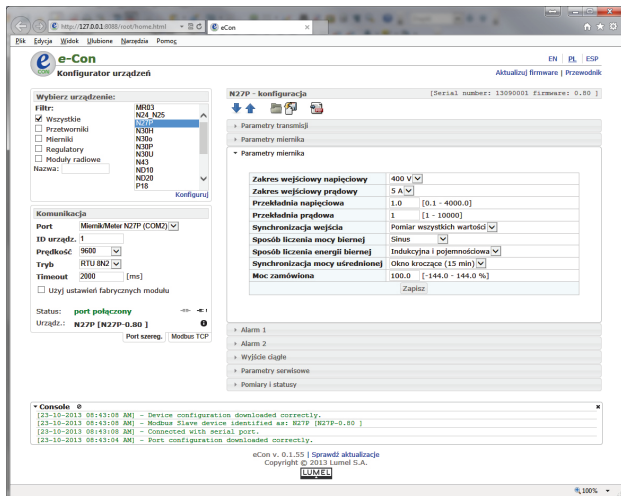 http://127.0.0.1:8088/root/home.html
eCon
Plik Edycja Widok Ulubione Narzędzia Pomoc
e-Con
CON
Konfigurator urządzeń
EN | PL | ESP
Aktualizuj firmware | Przewodnik
Wybierz urządzenie:
Filtr:
Wszystkie
Przetworniki
Mierniki
Regulatory
Moduły radiowe
Nazwa:
MR03
N24_N25
N27P
N30H
N30o
N30P
N30U
N43
ND10
ND20
P18
Konfiguruj
Komunikacja
Port Miernik/Meter N27P (COM2)
ID urządz. 1
Prędkość 9600
Tryb RTU 8N2
Timeout 2000 [ms]
Użyj ustawień fabrycznych modułu
Status: port połączony
Urządz.: N27P [N27P-0.80 ]
Port szereg. Modbus TCP
N27P - konfiguracja [Serial number: 13090001 firmware: 0.80 ]
Parametry transmisji
Parametry miernika
Parametry miernika
Zakres wejściowy napięciowy 400 V
Zakres wejściowy prądowy 5 A
Przekładnia napięciowa 1.0 [0.1 - 4000.0]
Przekładnia prądowa 1 [1 - 10000]
Synchronizacja wejścia Pomiar wszystkich wartości
Sposób liczenia mocy biernej Sinus
Sposób liczenia energii biernej Indukcyjna i pojemnościowa
Synchronizacja mocy uśrednionej Okno kroczące (15 min)
Moc zamówiona 100.0 [-144.0 - 144.0 %]
Zapisz
Alarm 1
Alarm 2
Wyjście ciągłe
Parametry serwisowe
Pomiary i statusy
Console
[23-10-2013 08:43:08 AM] - Device configuration downloaded correctly.
[23-10-2013 08:43:08 AM] - Modbus Slave device identified as: N27P [N27P-0.80 ]
[23-10-2013 08:43:08 AM] - Connected with serial port.
[23-10-2013 08:43:04 AM] - Port configuration downloaded correctly.
eCon v. 0.1.55 | Sprawdź aktualizacje
Copyright © 2013 Lumel S.A.
LUMEL
100%